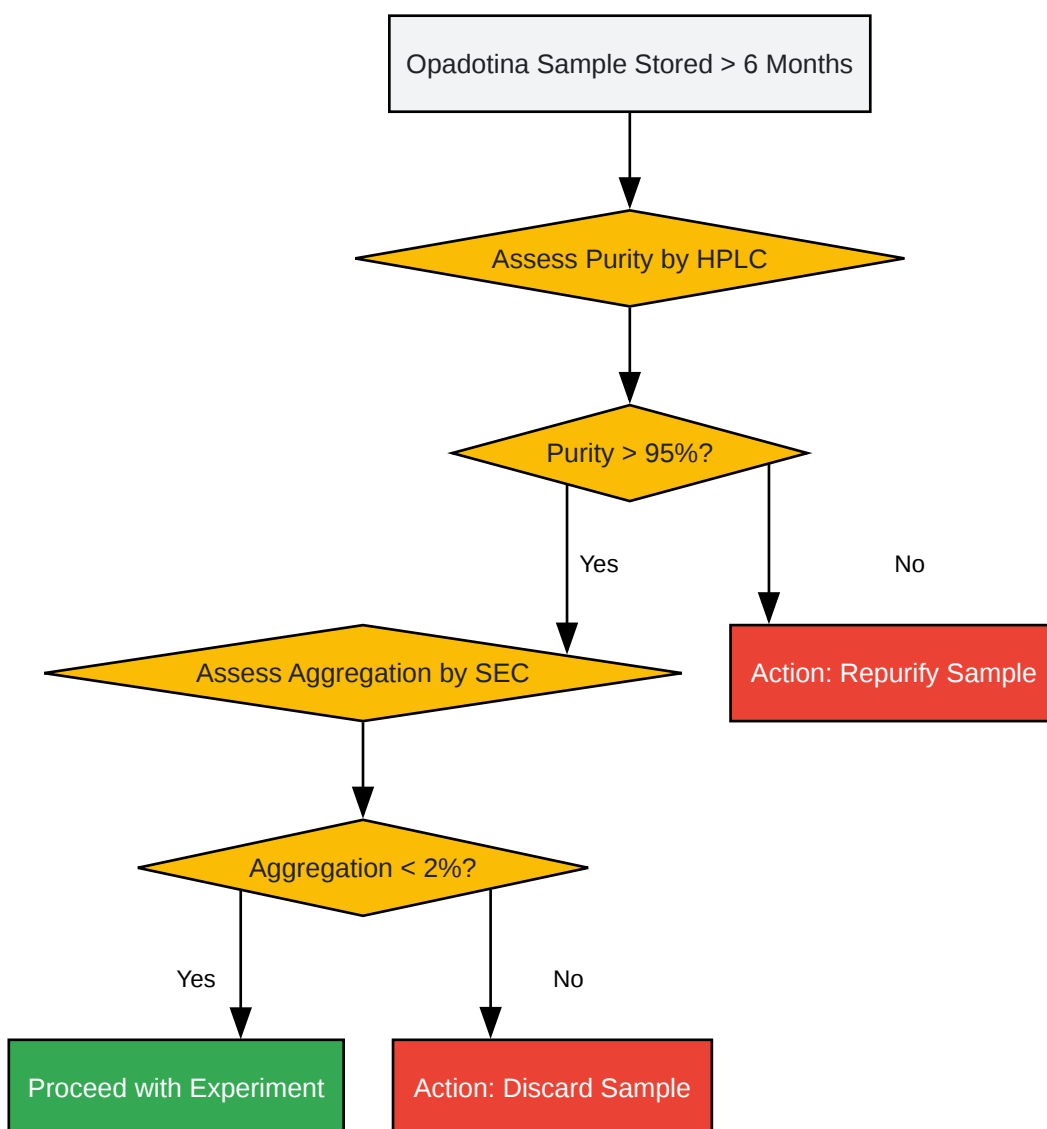 Opadotina Sample Stored > 6 Months
Assess Purity by HPLC
Purity > 95%?
Yes
No
Assess Aggregation by SEC
Action: Repurify Sample
Aggregation < 2%?
Yes
No
Proceed with Experiment
Action: Discard Sample